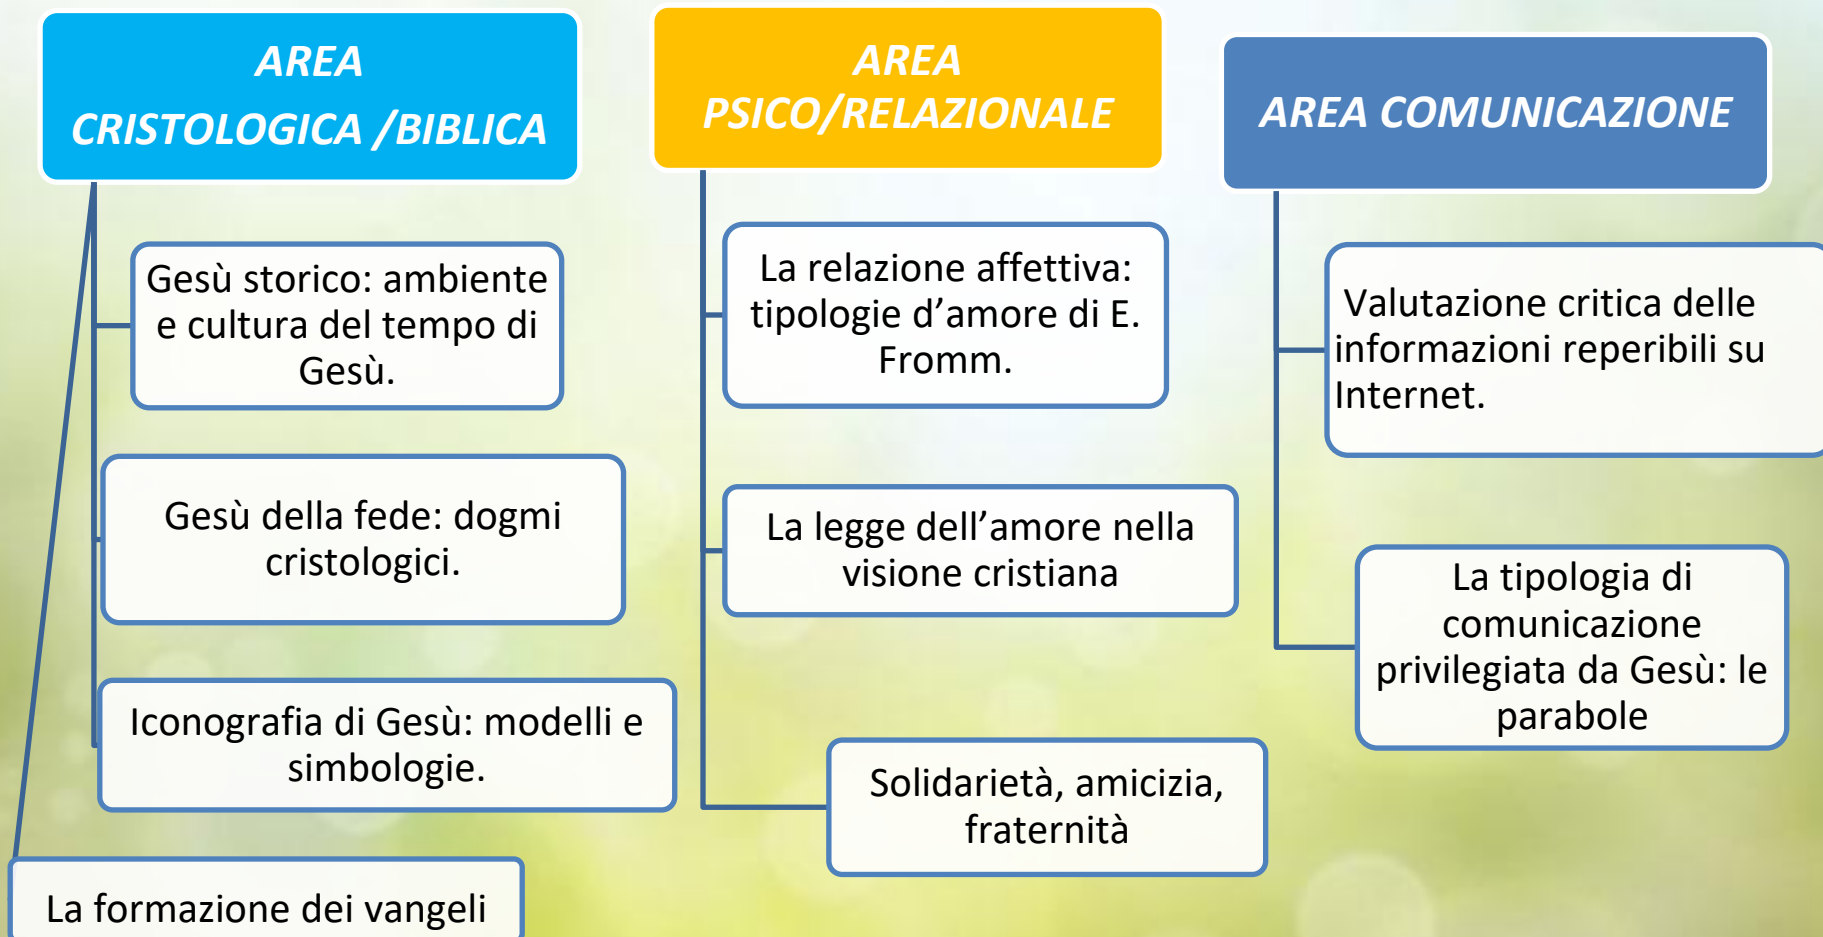 AREA
CRISTOLOGICA /BIBLICA
Gesù storico: ambiente
e cultura del tempo di
Gesù.
Gesù della fede: dogmi
cristologici.
Iconografia di Gesù: modelli e
simbologie.
La formazione dei vangeli
AREA
PSICO/RELAZIONALE
La relazione affettiva:
tipologie d’amore di E.
Fromm.
La legge dell’amore nella
visione cristiana
Solidarietà, amicizia,
fraternità
AREA COMUNICAZIONE
Valutazione critica delle
informazioni reperibili su
Internet.
La tipologia di
comunicazione
privilegiata da Gesù: le
parabole